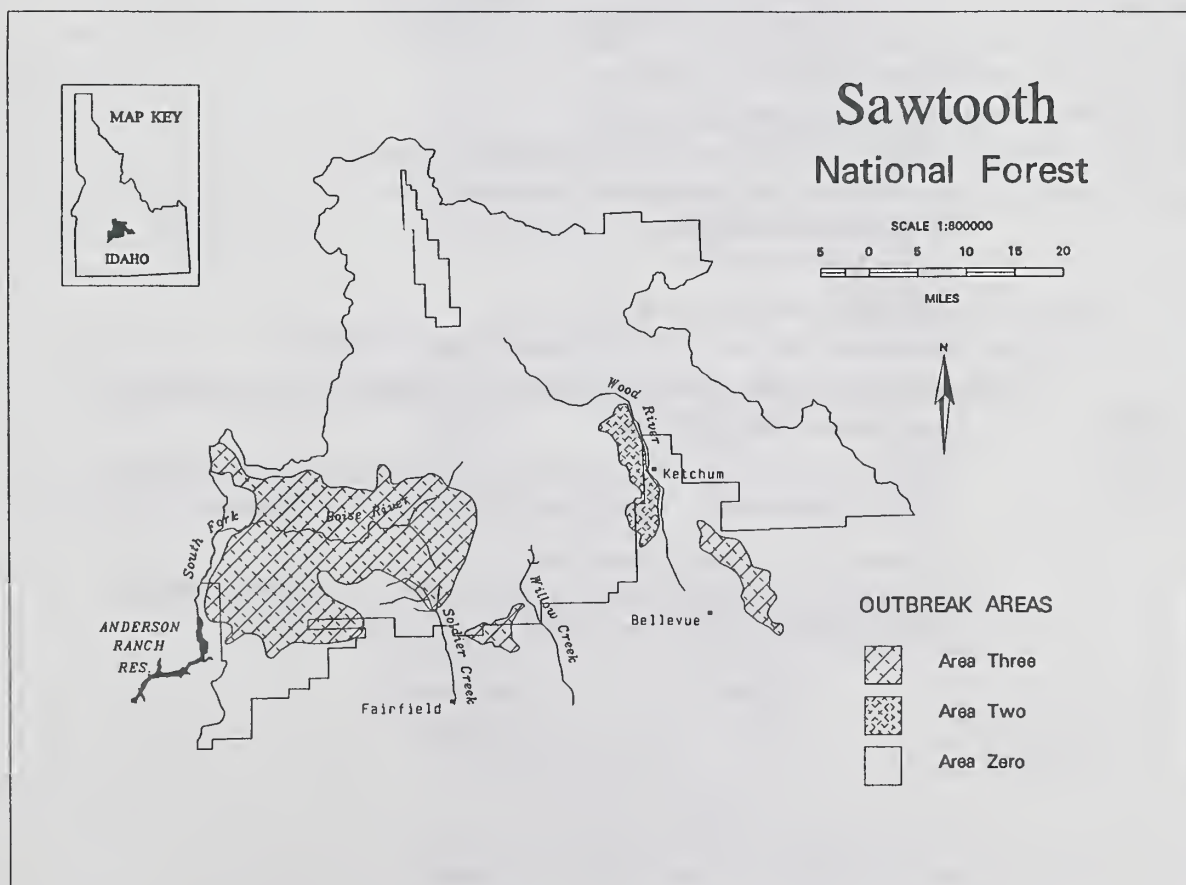 MAP KEY
IDAHO
Sawtooth
National Forest
SCALE 1:800000
5 0 5 10 15 20
MILES
N
Wood River
Ketchum
Boise River
South Fork
Willow Creek
Bellevue
Soldier Creek
ANDERSON
RANCH
RES.
Fairfield
OUTBREAK AREAS
Area Three
Area Two
Area Zero